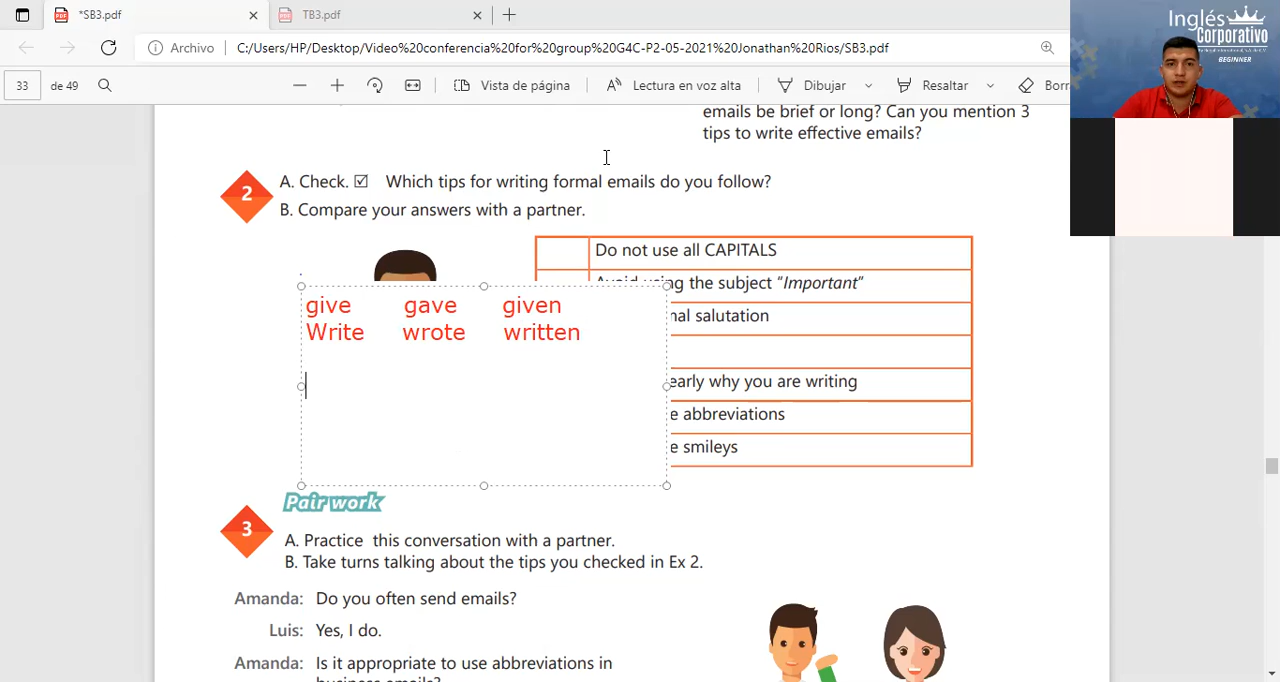 *SB3.pdf
TB3.pdf
Archivo
C:/Users/HP/Desktop/Video%20conferencia%20for%20group%20G4C-P2-05-2021%20Jonathan%20Rios/SB3.pdf
33
de 49
Vista de página
Lectura en voz alta
Dibujar
Resaltar
Inglés
Corporativo
BEGINNER
emails be brief or long? Can you mention 3
tips to write effective emails?
2
A. Check. ☑ Which tips for writing formal emails do you follow?
B. Compare your answers with a partner.
Do not use all CAPITALS
Avoid using the subject “Important”
give gave given
salutation
Write wrote written
why you are writing
abbreviations
smileys
Pair work
3
A. Practice this conversation with a partner.
B. Take turns talking about the tips you checked in Ex 2.
Amanda: Do you often send emails?
Luis: Yes, I do.
Amanda: Is it appropriate to use abbreviations in
business emails?